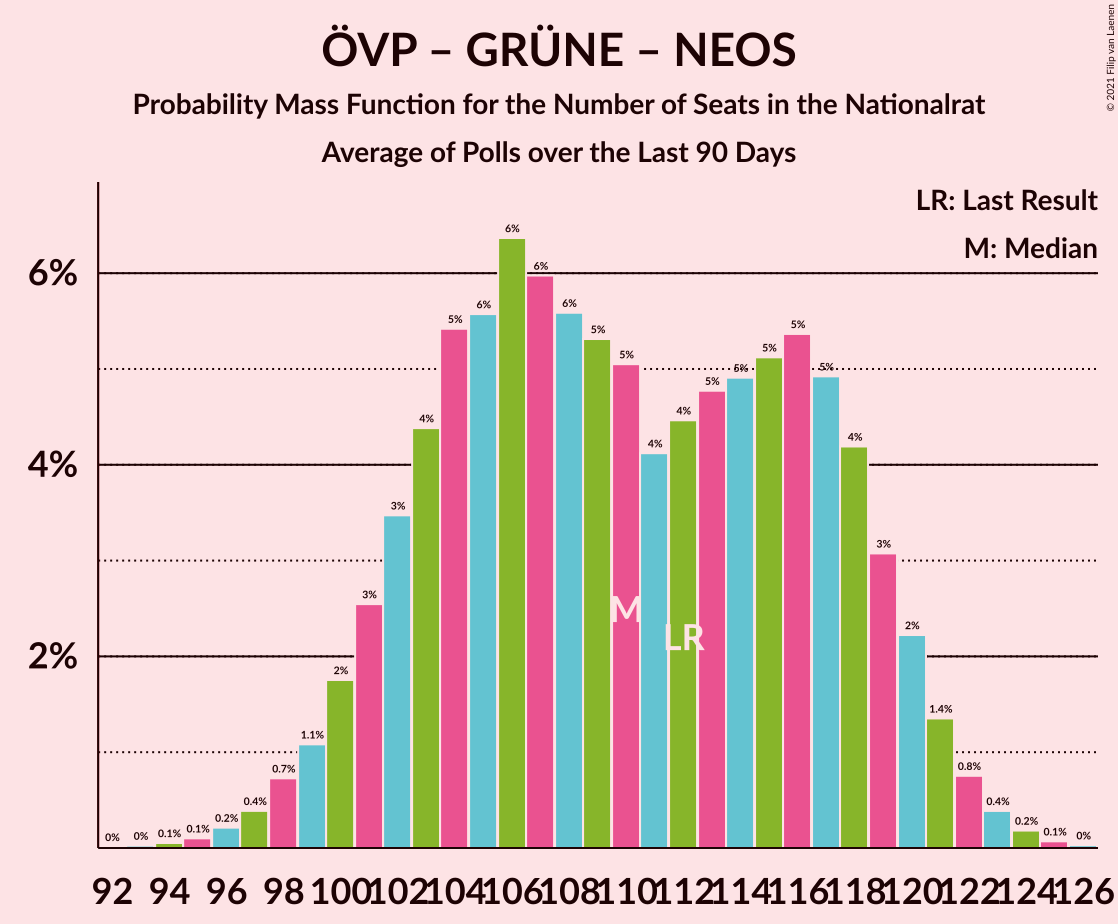 ÖVP – GRÜNE – NEOS
Probability Mass Function for the Number of Seats in the Nationalrat
Average of Polls over the Last 90 Days
© 2021 Filip van Laenen
LR: Last Result
M: Median
6%
4%
2%
0% 0% 0.1% 0.1% 0.2% 0.4% 0.7% 1.1% 2% 3% 3% 4% 5% 6% 6% 6% 6% 5% 5% 4% 4% 5% 5% 5% 5% 5% 4% 3% 2% 1.4% 0.8% 0.4% 0.2% 0.1% 0%
M
LR
92 94 96 98 100 102 104 106 108 110 112 114 116 118 120 122 124 126